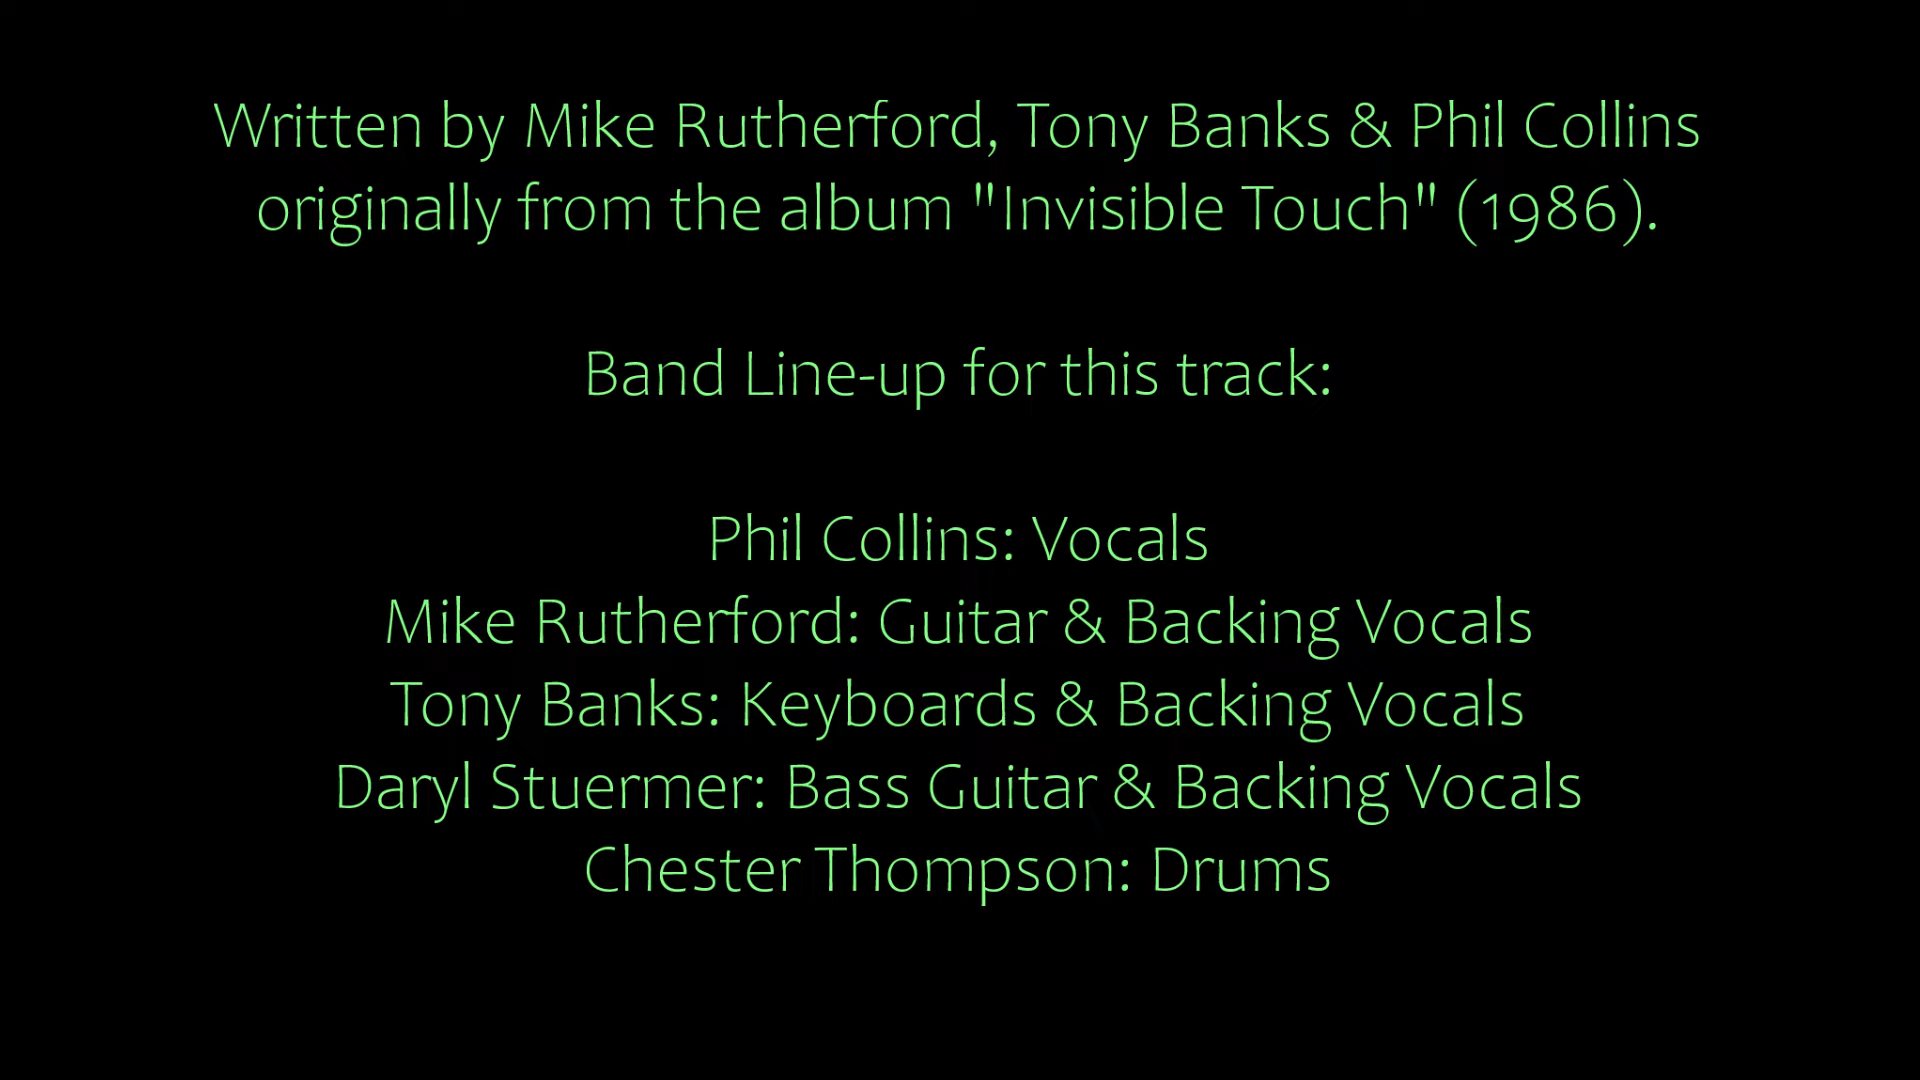 Written by Mike Rutherford, Tony Banks & Phil Collins
originally from the album "Invisible Touch" (1986).
Band Line-up for this track:
Phil Collins: Vocals
Mike Rutherford: Guitar & Backing Vocals
Tony Banks: Keyboards & Backing Vocals
Daryl Stuermer: Bass Guitar & Backing Vocals
Chester Thompson: Drums